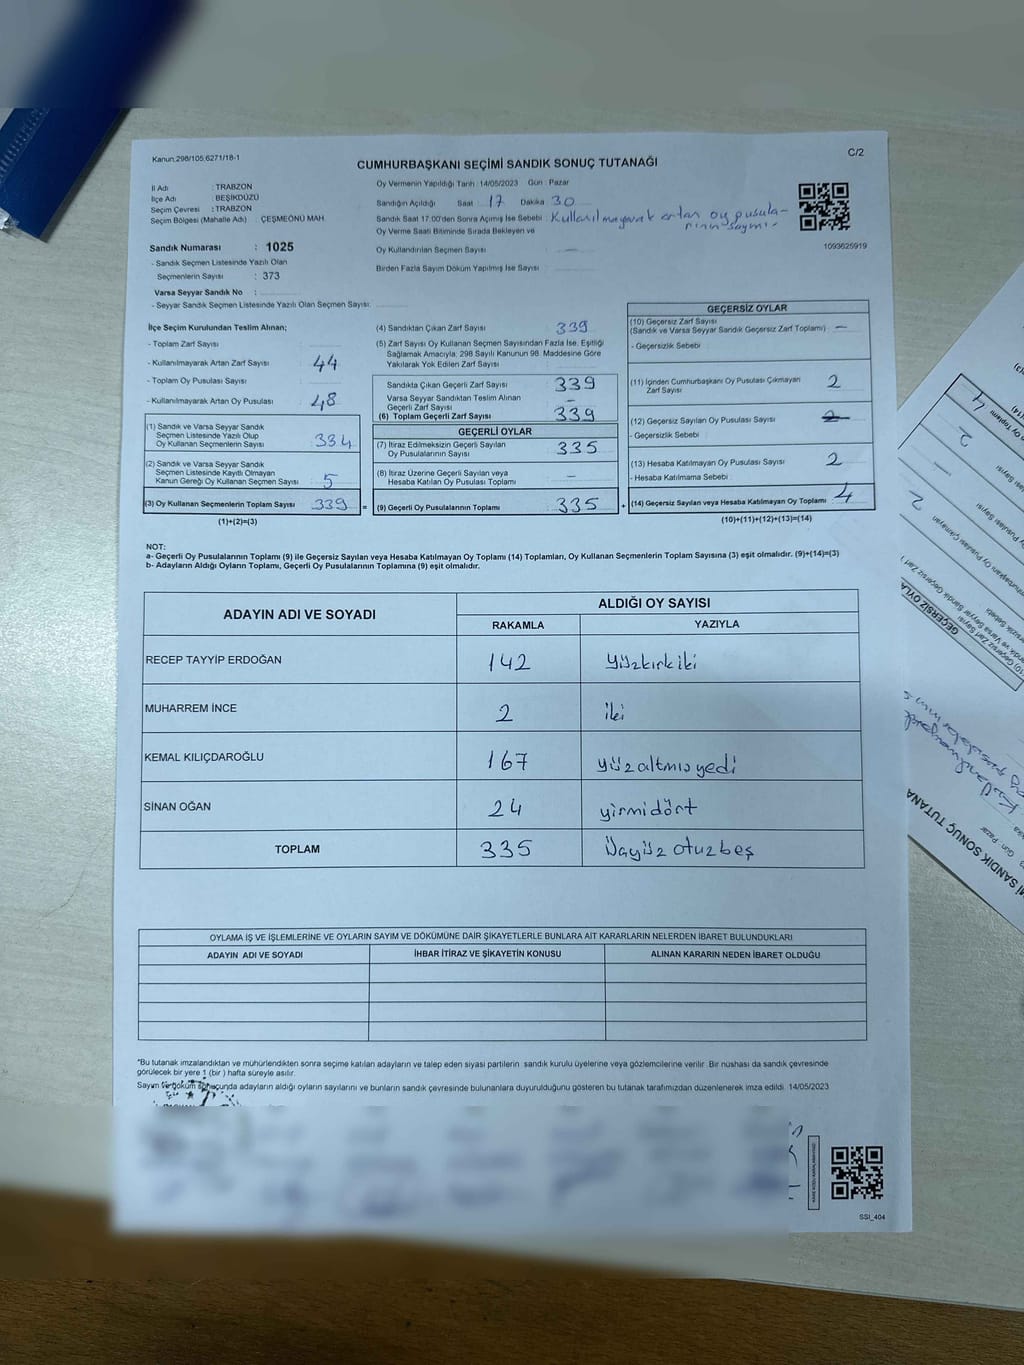 Kanun,298/105,6271/18-1
C/2
CUMHURBAŞKANI SEÇİMİ SANDIK SONUÇ TUTANAĞI
İl Adı : TRABZON
İlçe Adı : BEŞİKDÜZÜ
Seçim Çevresi : TRABZON
Seçim Bölgesi (Mahalle Adı) : ÇEŞMEÖNÜ MAH.
Sandık Numarası : 1025
- Sandık Seçmen Listesinde Yazılı Olan
Seçmenlerin Sayısı : 373
Varsa Seyyar Sandık No :
- Seyyar Sandık Seçmen Listesinde Yazılı Olan Seçmen Sayısı:
Oy Vermenin Yapıldığı Tarih : 14/05/2023 Gün : Pazar
Sandığın Açıldığı Saat 17 Dakika 30
Sandık Saat 17:00'den Sonra Açılmış İse Sebebi : Kullanılmayarak artan oy pusula-
rının sayımı.
Oy Verme Saati Bitiminde Sırada Bekleyen ve
Oy Kullandırılan Seçmen Sayısı : —
Birden Fazla Sayım Döküm Yapılmış İse Sayısı :
1093625919
İlçe Seçim Kurulundan Teslim Alınan;
- Toplam Zarf Sayısı :
- Kullanılmayarak Artan Zarf Sayısı : 44
- Toplam Oy Pusulası Sayısı :
- Kullanılmayarak Artan Oy Pusulası : 48
(1) Sandık ve Varsa Seyyar Sandık
Seçmen Listesinde Yazılı Olup
Oy Kullanan Seçmenlerin Sayısı : 334
(2) Sandık ve Varsa Seyyar Sandık
Seçmen Listesinde Kayıtlı Olmayan
Kanun Gereği Oy Kullanan Seçmen Sayısı : 5
(3) Oy Kullanan Seçmenlerin Toplam Sayısı : 339 =
(1)+(2)=(3)
(4) Sandıktan Çıkan Zarf Sayısı : 339
(5) Zarf Sayısı Oy Kullanan Seçmen Sayısından Fazla İse, Eşitliği
Sağlamak Amacıyla; 298 Sayılı Kanunun 98. Maddesine Göre
Yakılarak Yok Edilen Zarf Sayısı :
Sandıkta Çıkan Geçerli Zarf Sayısı : 339
Varsa Seyyar Sandıktan Teslim Alınan
Geçerli Zarf Sayısı : —
(6) Toplam Geçerli Zarf Sayısı : 339
GEÇERLİ OYLAR
(7) İtiraz Edilmeksizin Geçerli Sayılan
Oy Pusulalarının Sayısı : 335
(8) İtiraz Üzerine Geçerli Sayılan veya
Hesaba Katılan Oy Pusulası Toplamı : —
(9) Geçerli Oy Pusulalarının Toplamı : 335 +
GEÇERSİZ OYLAR
(10) Geçersiz Zarf Sayısı
(Sandık ve Varsa Seyyar Sandık Geçersiz Zarf Toplamı) : —
- Geçersizlik Sebebi :
(11) İçinden Cumhurbaşkanı Oy Pusulası Çıkmayan
Zarf Sayısı : 2
(12) Geçersiz Sayılan Oy Pusulası Sayısı :
- Geçersizlik Sebebi :
(13) Hesaba Katılmayan Oy Pusulası Sayısı : 2
- Hesaba Katılmama Sebebi :
(14) Geçersiz Sayılan veya Hesaba Katılmayan Oy Toplamı : 4
(10)+(11)+(12)+(13)=(14)
NOT:
a- Geçerli Oy Pusulalarının Toplamı (9) ile Geçersiz Sayılan veya Hesaba Katılmayan Oy Toplamı (14) Toplamları, Oy Kullanan Seçmenlerin Toplam Sayısına (3) eşit olmalıdır. (9)+(14)=(3)
b- Adayların Aldığı Oyların Toplamı, Geçerli Oy Pusulalarının Toplamına (9) eşit olmalıdır.
ADAYIN ADI VE SOYADI ALDIĞI OY SAYISI
RAKAMLA YAZIYLA
RECEP TAYYİP ERDOĞAN 142 yüzkırkiki
MUHARREM İNCE 2 iki
KEMAL KILIÇDAROĞLU 167 yüzaltmışyedi
SİNAN OĞAN 24 yirmidört
TOPLAM 335 Üçyüz otuzbeş
OYLAMA İŞ VE İŞLEMLERİNE VE OYLARIN SAYIM VE DÖKÜMÜNE DAİR ŞİKAYETLERLE BUNLARA AİT KARARLARIN NELERDEN İBARET BULUNDUKLARI
ADAYIN ADI VE SOYADI İHBAR İTİRAZ VE ŞİKAYETİN KONUSU ALINAN KARARIN NEDEN İBARET OLDUĞU
*Bu tutanak imzalandıktan ve mühürlendikten sonra seçime katılan adayların ve talep eden siyasi partilerin sandık kurulu üyelerine veya gözlemcilerine verilir. Bir nüshası da sandık çevresinde
görülecek bir yere 1 (bir ) hafta süreyle asılır.
Sayım ve döküm sonucunda adayların aldığı oyların sayılarını ve bunların sandık çevresinde bulunanlara duyurulduğunu gösteren bu tutanak tarafımızdan düzenlenerek imza edildi. 14/05/2023
SSI_404